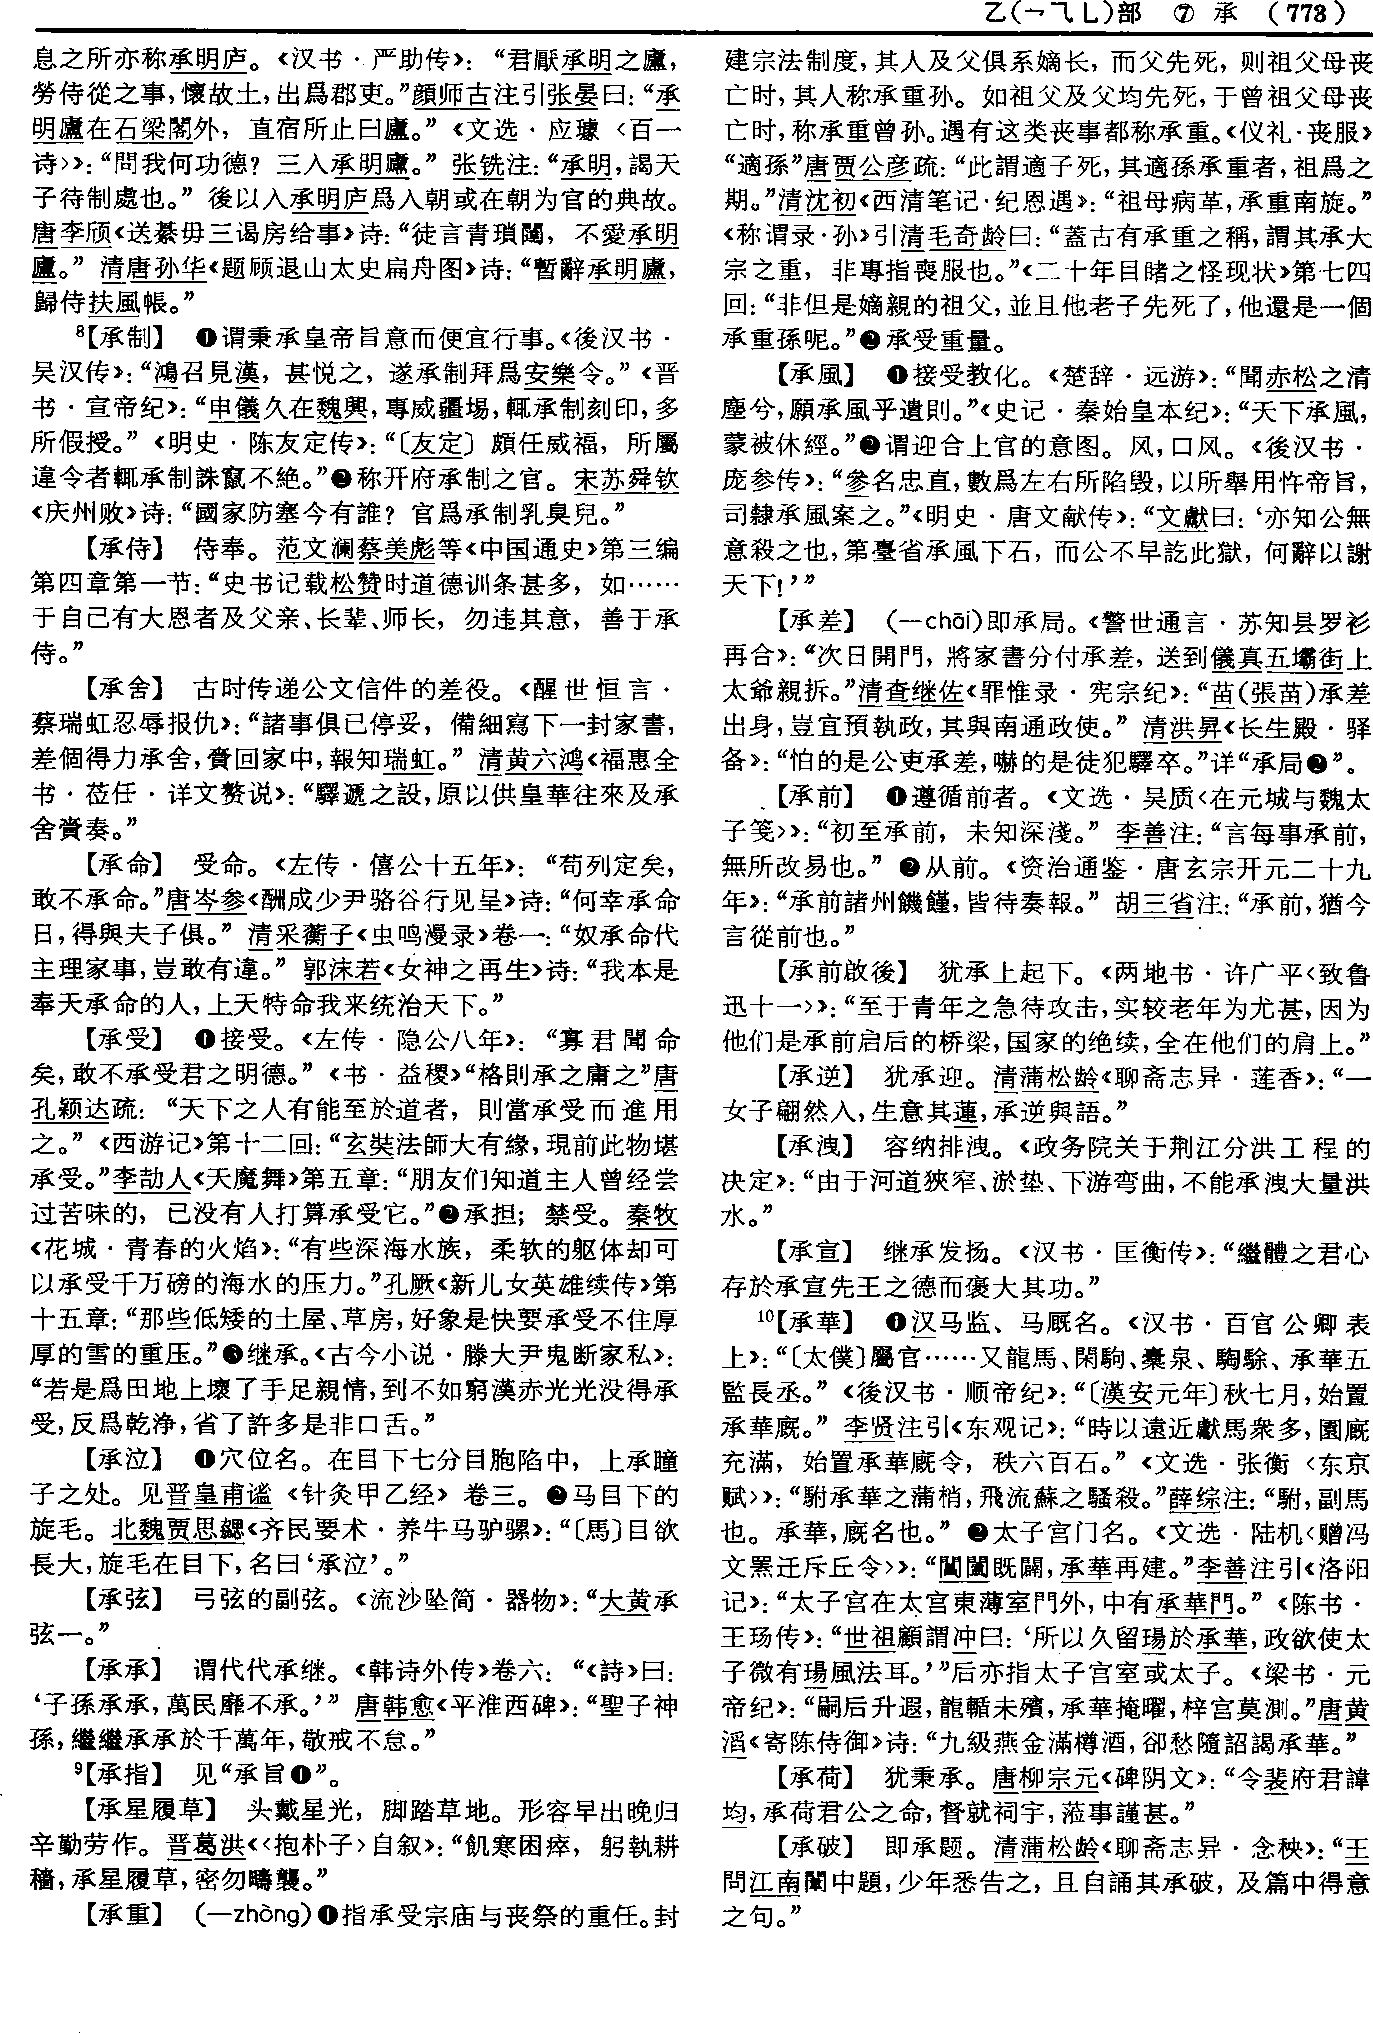 乙(乛⺄乚)部　⑦　承　(773)
息之所亦称承明庐。《汉书·严助传》：“君厭承明之廬，
勞侍從之事，懷故土，出爲郡吏。”顔师古注引张晏曰：“承
明廬在石梁閣外，直宿所止曰廬。”《文选·应璩〈百一
诗〉》：“問我何功德？三入承明廬。”张铣注：“承明，謁天
子待制處也。”後以入承明庐爲入朝或在朝为官的典故。
唐李颀《送綦毋三谒房给事》诗：“徒言青瑣闥，不愛承明
廬。”清唐孙华《题顾退山太史扁舟图》诗：“暫辭承明廬，
歸侍扶風帳。”
⁸【承制】　❶谓秉承皇帝旨意而便宜行事。《後汉书·
吴汉传》：“鴻召見漢，甚悦之，遂承制拜爲安樂令。”《晋
书·宣帝纪》：“申儀久在魏興，專威疆埸，輒承制刻印，多
所假授。”《明史·陈友定传》：“〔友定〕頗任威福，所屬
違令者輒承制誅竄不絶。”❷称开府承制之官。宋苏舜钦
《庆州败》诗：“國家防塞今有誰？官爲承制乳臭兒。”
【承侍】　侍奉。范文澜蔡美彪等《中国通史》第三编
第四章第一节：“史书记载松赞时道德训条甚多，如……
于自己有大恩者及父亲、长辈、师长，勿违其意，善于承
侍。”
【承舍】　古时传递公文信件的差役。《醒世恒言·
蔡瑞虹忍辱报仇》：“諸事俱已停妥，備細寫下一封家書，
差個得力承舍，賫回家中，報知瑞虹。”清黄六鸿《福惠全
书·莅任·详文赘说》：“驛遞之設，原以供皇華往來及承
舍賫奏。”
【承命】　受命。《左传·僖公十五年》：“苟列定矣，
敢不承命。”唐岑参《酬成少尹骆谷行见呈》诗：“何幸承命
日，得與夫子俱。”清采蘅子《虫鸣漫录》卷一：“奴承命代
主理家事，豈敢有違。”郭沫若《女神之再生》诗：“我本是
奉天承命的人，上天特命我来统治天下。”
【承受】　❶接受。《左传·隐公八年》：“寡君聞命
矣，敢不承受君之明德。”《书·益稷》“格則承之庸之”唐
孔颖达疏：“天下之人有能至於道者，則當承受而進用
之。”《西游记》第十二回：“玄奘法師大有緣，現前此物堪
承受。”李劼人《天魔舞》第五章：“朋友们知道主人曾经尝
过苦味的，已没有人打算承受它。”❷承担；禁受。秦牧
《花城·青春的火焰》：“有些深海水族，柔软的躯体却可
以承受千万磅的海水的压力。”孔厥《新儿女英雄续传》第
十五章：“那些低矮的土屋、草房，好象是快要承受不住厚
厚的雪的重压。”❸继承。《古今小说·滕大尹鬼断家私》：
“若是爲田地上壞了手足親情，到不如窮漢赤光光没得承
受，反爲乾净，省了許多是非口舌。”
【承泣】　❶穴位名。在目下七分目胞陷中，上承瞳
子之处。见晋皇甫谧《针灸甲乙经》卷三。❷马目下的
旋毛。北魏贾思勰《齐民要术·养牛马驴骡》：“〔馬〕目欲
長大，旋毛在目下，名曰‘承泣’。”
【承弦】　弓弦的副弦。《流沙坠简·器物》：“大黄承
弦一。”
【承承】　谓代代承继。《韩诗外传》卷六：“《詩》曰：
‘子孫承承，萬民靡不承。’”唐韩愈《平淮西碑》：“聖子神
孫，繼繼承承於千萬年，敬戒不怠。”
⁹【承指】　见“承旨❶”。
【承星履草】　头戴星光，脚踏草地。形容早出晚归
辛勤劳作。晋葛洪《〈抱朴子〉自叙》：“飢寒困瘁，躬執耕
穡，承星履草，密勿疇襲。”
【承重】　(—zhòng)❶指承受宗庙与丧祭的重任。封
建宗法制度，其人及父俱系嫡长，而父先死，则祖父母丧
亡时，其人称承重孙。如祖父及父均先死，于曾祖父母丧
亡时，称承重曾孙。遇有这类丧事都称承重。《仪礼·丧服》
“適孫”唐贾公彦疏：“此謂適子死，其適孫承重者，祖爲之
期。”清沈初《西清笔记·纪恩遇》：“祖母病革，承重南旋。”
《称谓录·孙》引清毛奇龄曰：“蓋古有承重之稱，謂其承大
宗之重，非專指喪服也。”《二十年目睹之怪现状》第七四
回：“非但是嫡親的祖父，並且他老子先死了，他還是一個
承重孫呢。”❷承受重量。
【承風】　❶接受教化。《楚辞·远游》：“聞赤松之清
塵兮，願承風乎遺則。”《史记·秦始皇本纪》：“天下承風，
蒙被休經。”❷谓迎合上官的意图。风，口风。《後汉书·
庞参传》：“參名忠直，數爲左右所陷毁，以所舉用忤帝旨，
司隸承風案之。”《明史·唐文献传》：“文獻曰：‘亦知公無
意殺之也，第臺省承風下石，而公不早訖此獄，何辭以謝
天下！’”
【承差】　(—chāi)即承局。《警世通言·苏知县罗衫
再合》：“次日開門，將家書分付承差，送到儀真五壩街上
太爺親拆。”清查继佐《罪惟录·宪宗纪》：“苗(張苗)承差
出身，豈宜預執政，其與南通政使。”清洪昇《长生殿·驿
备》：“怕的是公吏承差，嚇的是徒犯驛卒。”详“承局❷”。
【承前】　❶遵循前者。《文选·吴质〈在元城与魏太
子笺〉》：“初至承前，未知深淺。”李善注：“言每事承前，
無所改易也。”❷从前。《资治通鉴·唐玄宗开元二十九
年》：“承前諸州饑饉，皆待奏報。”胡三省注：“承前，猶今
言從前也。”
【承前啟後】　犹承上起下。《两地书·许广平〈致鲁
迅十一〉》：“至于青年之急待攻击，实较老年为尤甚，因为
他们是承前启后的桥梁，国家的绝续，全在他们的肩上。”
【承逆】　犹承迎。清蒲松龄《聊斋志异·莲香》：“一
女子翩然入，生意其蓮，承逆與語。”
【承洩】　容纳排洩。《政务院关于荆江分洪工程的
决定》：“由于河道狹窄、淤垫、下游弯曲，不能承洩大量洪
水。”
【承宣】　继承发扬。《汉书·匡衡传》：“繼體之君心
存於承宣先王之德而褒大其功。”
¹⁰【承華】　❶汉马监、马厩名。《汉书·百官公卿表
上》：“〔太僕〕屬官……又龍馬、閑駒、橐泉、騊駼、承華五
監長丞。”《後汉书·顺帝纪》：“〔漢安元年〕秋七月，始置
承華廄。”李贤注引《东观记》：“時以遠近獻馬衆多，園廄
充滿，始置承華廄令，秩六百石。”《文选·张衡〈东京
赋〉》：“駙承華之蒲梢，飛流蘇之騷殺。”薛综注：“駙，副馬
也。承華，廄名也。”❷太子宫门名。《文选·陆机〈赠冯
文罴迁斥丘令〉》：“閶闔既闢，承華再建。”李善注引《洛阳
记》：“太子宫在太宫東薄室門外，中有承華門。”《陈书·
王玚传》：“世祖顧謂冲曰：‘所以久留瑒於承華，政欲使太
子微有瑒風法耳。’”后亦指太子宫室或太子。《梁书·元
帝纪》：“嗣后升遐，龍輴未殯，承華掩曜，梓宫莫測。”唐黄
滔《寄陈侍御》诗：“九級燕金滿樽酒，卻愁隨詔謁承華。”
【承荷】　犹秉承。唐柳宗元《碑阴文》：“令裴府君諱
均，承荷君公之命，督就祠宇，蒞事謹甚。”
【承破】　即承题。清蒲松龄《聊斋志异·念秧》：“王
問江南闈中題，少年悉告之，且自誦其承破，及篇中得意
之句。”